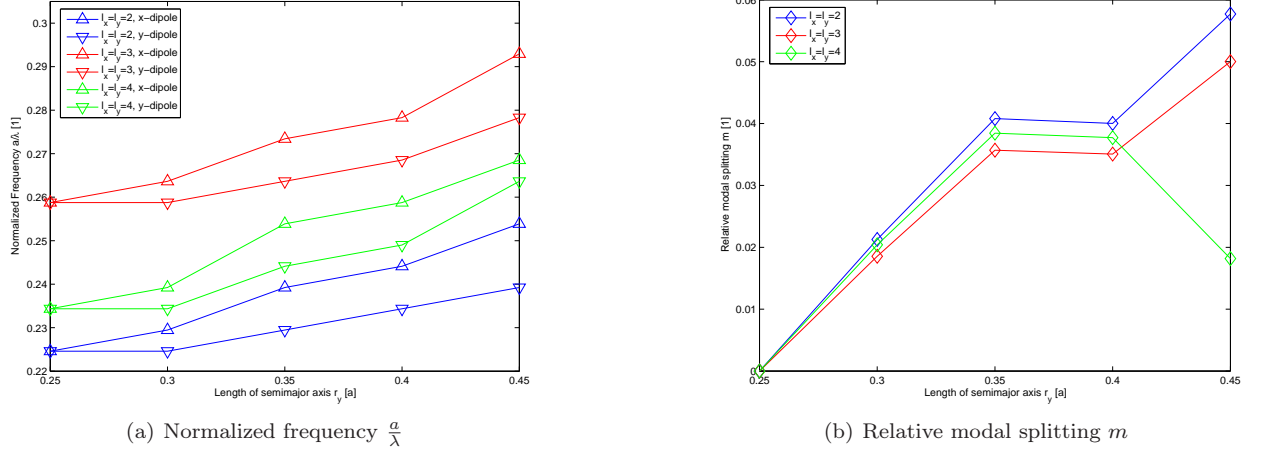 0.3
0.29
0.28
0.27
0.26
0.25
0.24
0.23
0.22
0.25
0.3
0.35
0.4
0.45
Normalized Frequency a/λ [1]
Length of semimajor axis r_y [a]
l_x=l_y=2, x−dipole
l_x=l_y=2, y−dipole
l_x=l_y=3, x−dipole
l_x=l_y=3, y−dipole
l_x=l_y=4, x−dipole
l_x=l_y=4, y−dipole
(a) Normalized frequency a/λ
0.06
0.05
0.04
0.03
0.02
0.01
0
0.25
0.3
0.35
0.4
0.45
Relative modal splitting m [1]
Length of semimajor axis r_y [a]
l_x=l_y=2
l_x=l_y=3
l_x=l_y=4
(b) Relative modal splitting m